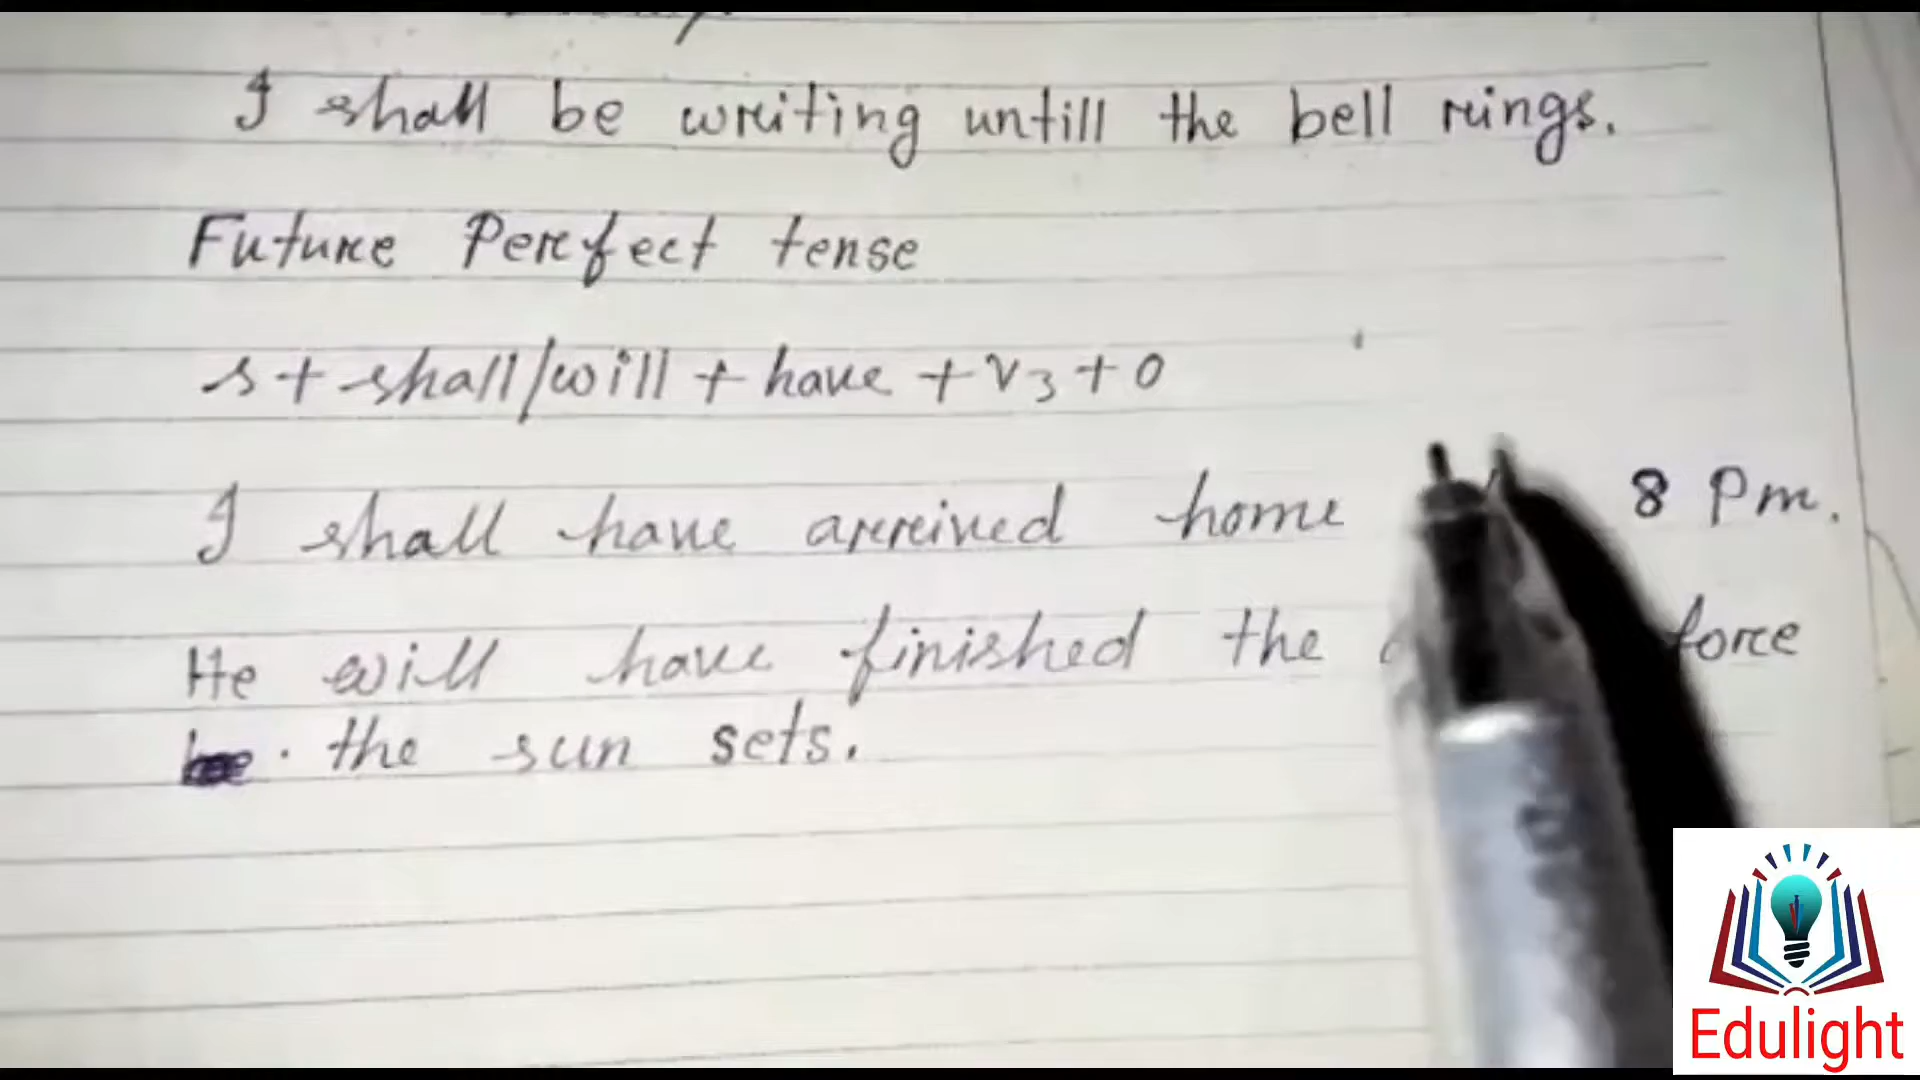 I shall be writing untill the bell rings.
Future Perfect tense
s + shall/will + have + v3 + o
I shall have arrived home 8 Pm.
He will have finished the force
the sun sets.
Edulight